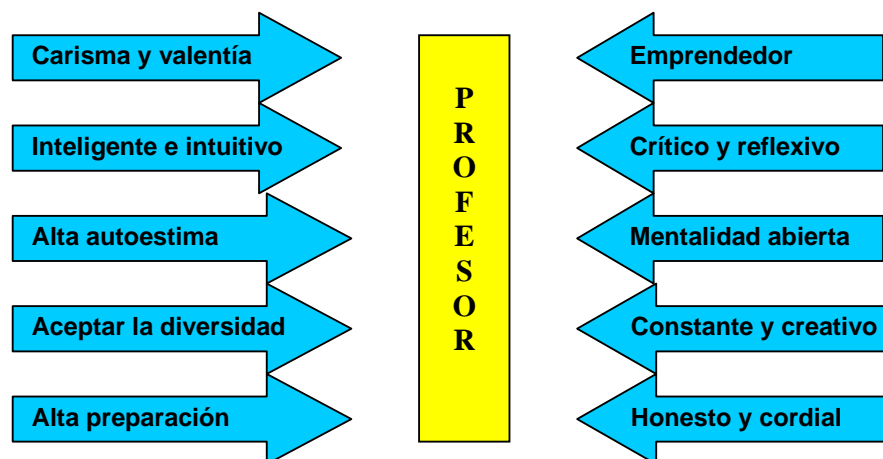 Carisma y valentía
Inteligente e intuitivo
Alta autoestima
Aceptar la diversidad
Alta preparación
P
R
O
F
E
S
O
R
Emprendedor
Crítico y reflexivo
Mentalidad abierta
Constante y creativo
Honesto y cordial